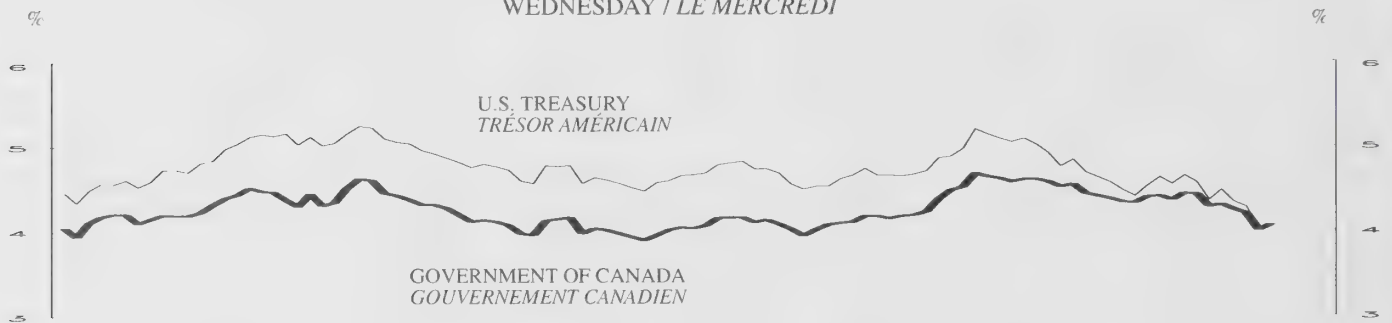 WEDNESDAY / LE MERCREDI
% %
6 6
U.S. TREASURY
TRÉSOR AMÉRICAIN
5 5
4 4
GOVERNMENT OF CANADA
GOUVERNEMENT CANADIEN
3 3